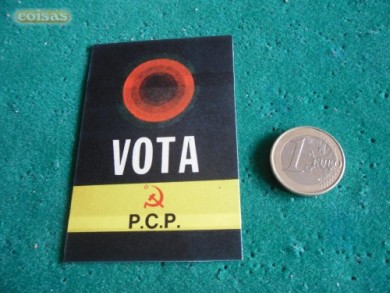 coisas
VOTA
P.C.P.
1 EURO